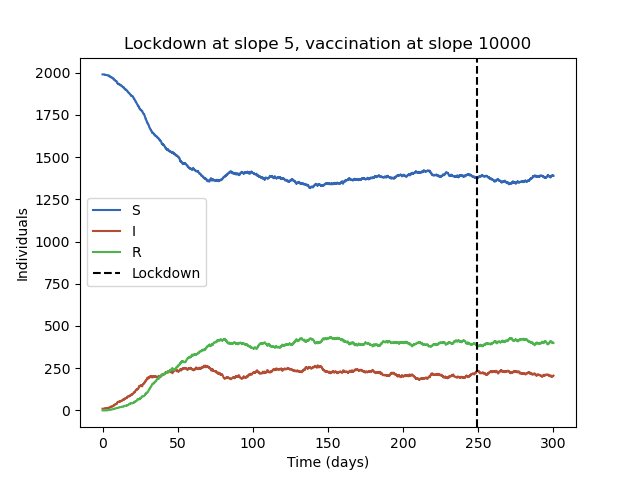 Lockdown at slope 5, vaccination at slope 10000
2000
1750
1500
1250
1000
750
500
250
0
Individuals
S
I
R
Lockdown
0 50 100 150 200 250 300
Time (days)